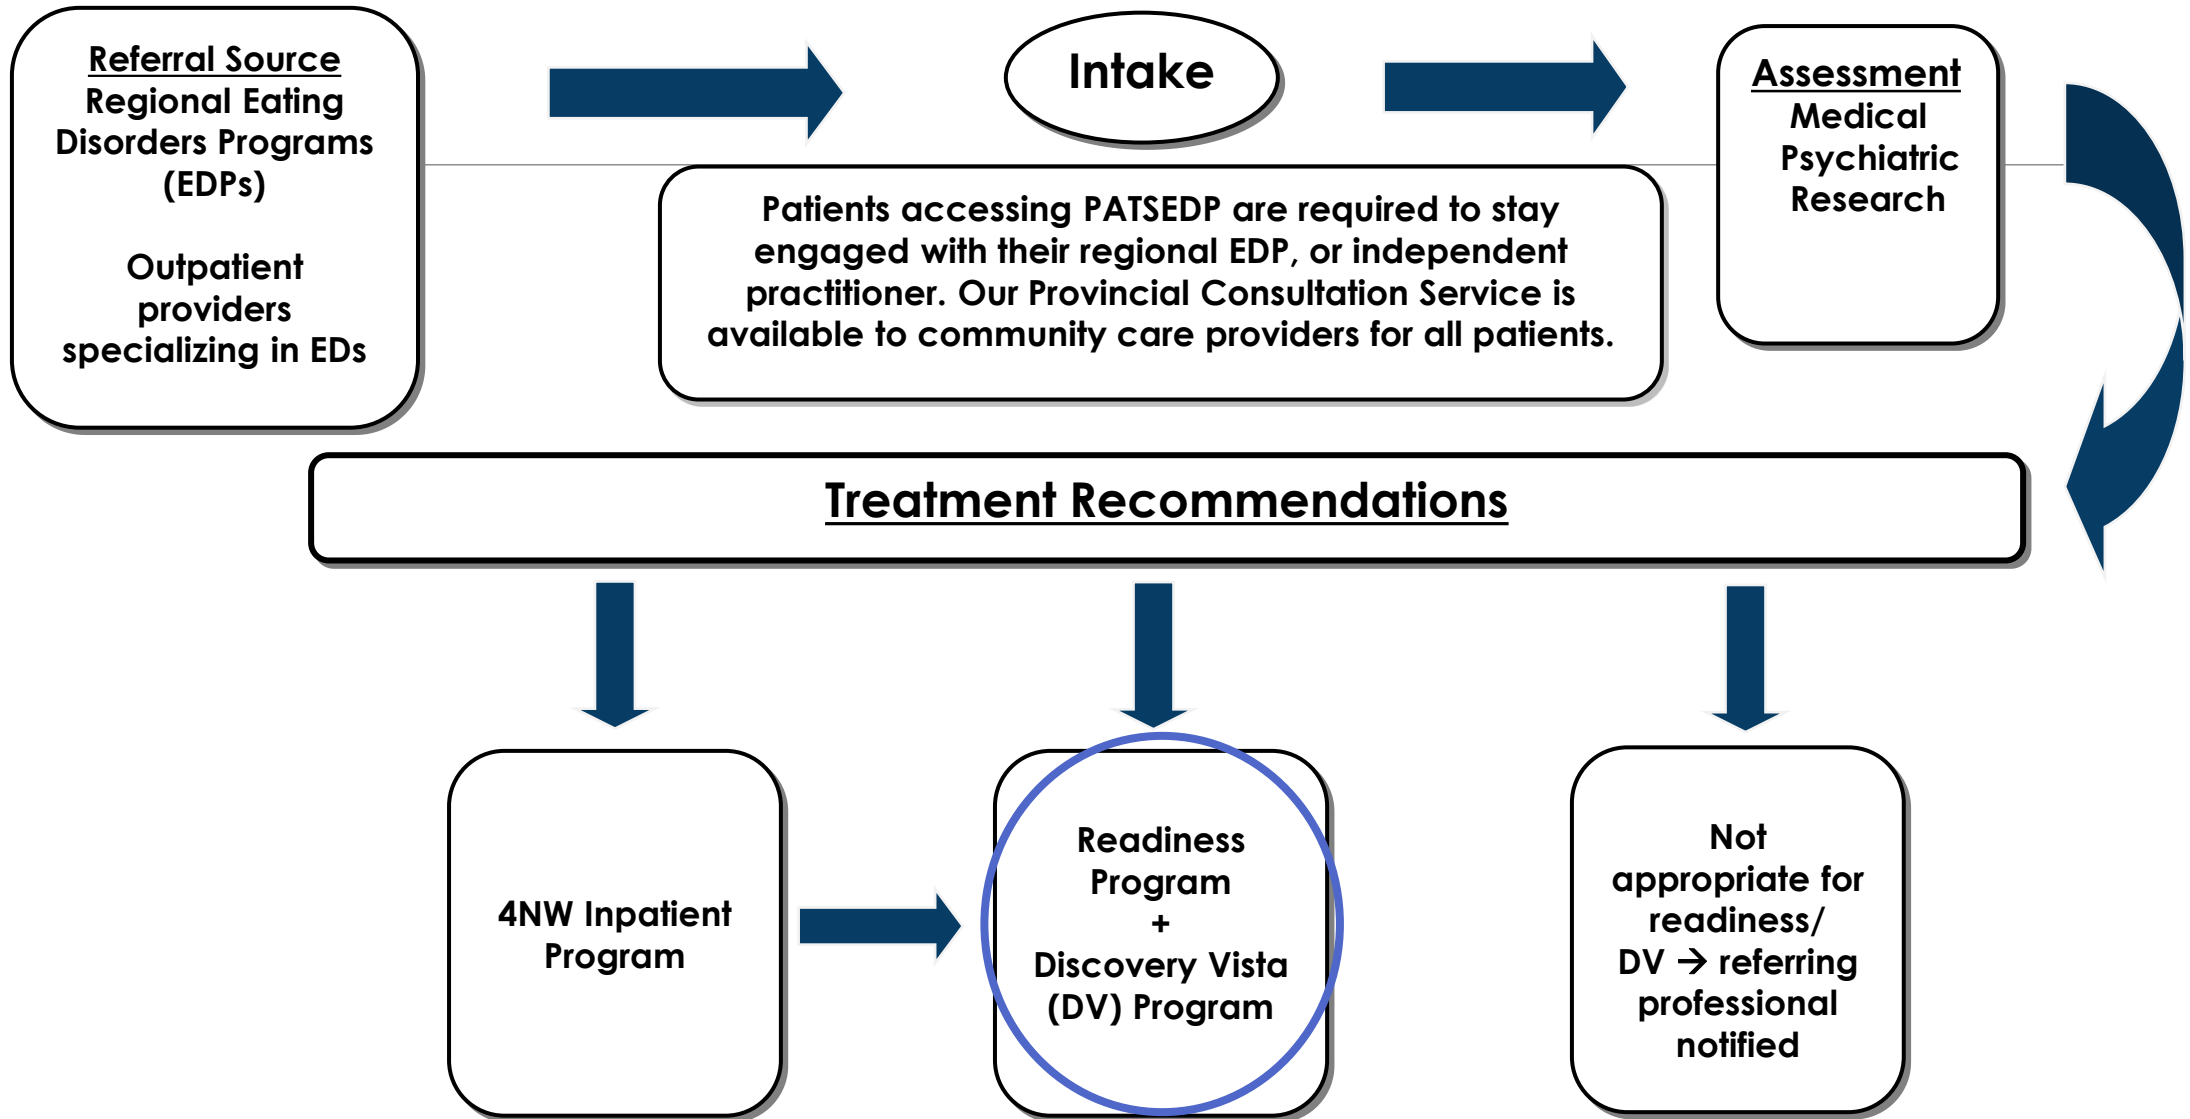 Referral Source
Regional Eating
Disorders Programs
(EDPs)
Outpatient
providers
specializing in EDs
Intake
Assessment
Medical
Psychiatric
Research
Patients accessing PATSEDP are required to stay
engaged with their regional EDP, or independent
practitioner. Our Provincial Consultation Service is
available to community care providers for all patients.
Treatment Recommendations
4NW Inpatient
Program
Readiness
Program
+
Discovery Vista
(DV) Program
Not
appropriate for
readiness/
DV → referring
professional
notified